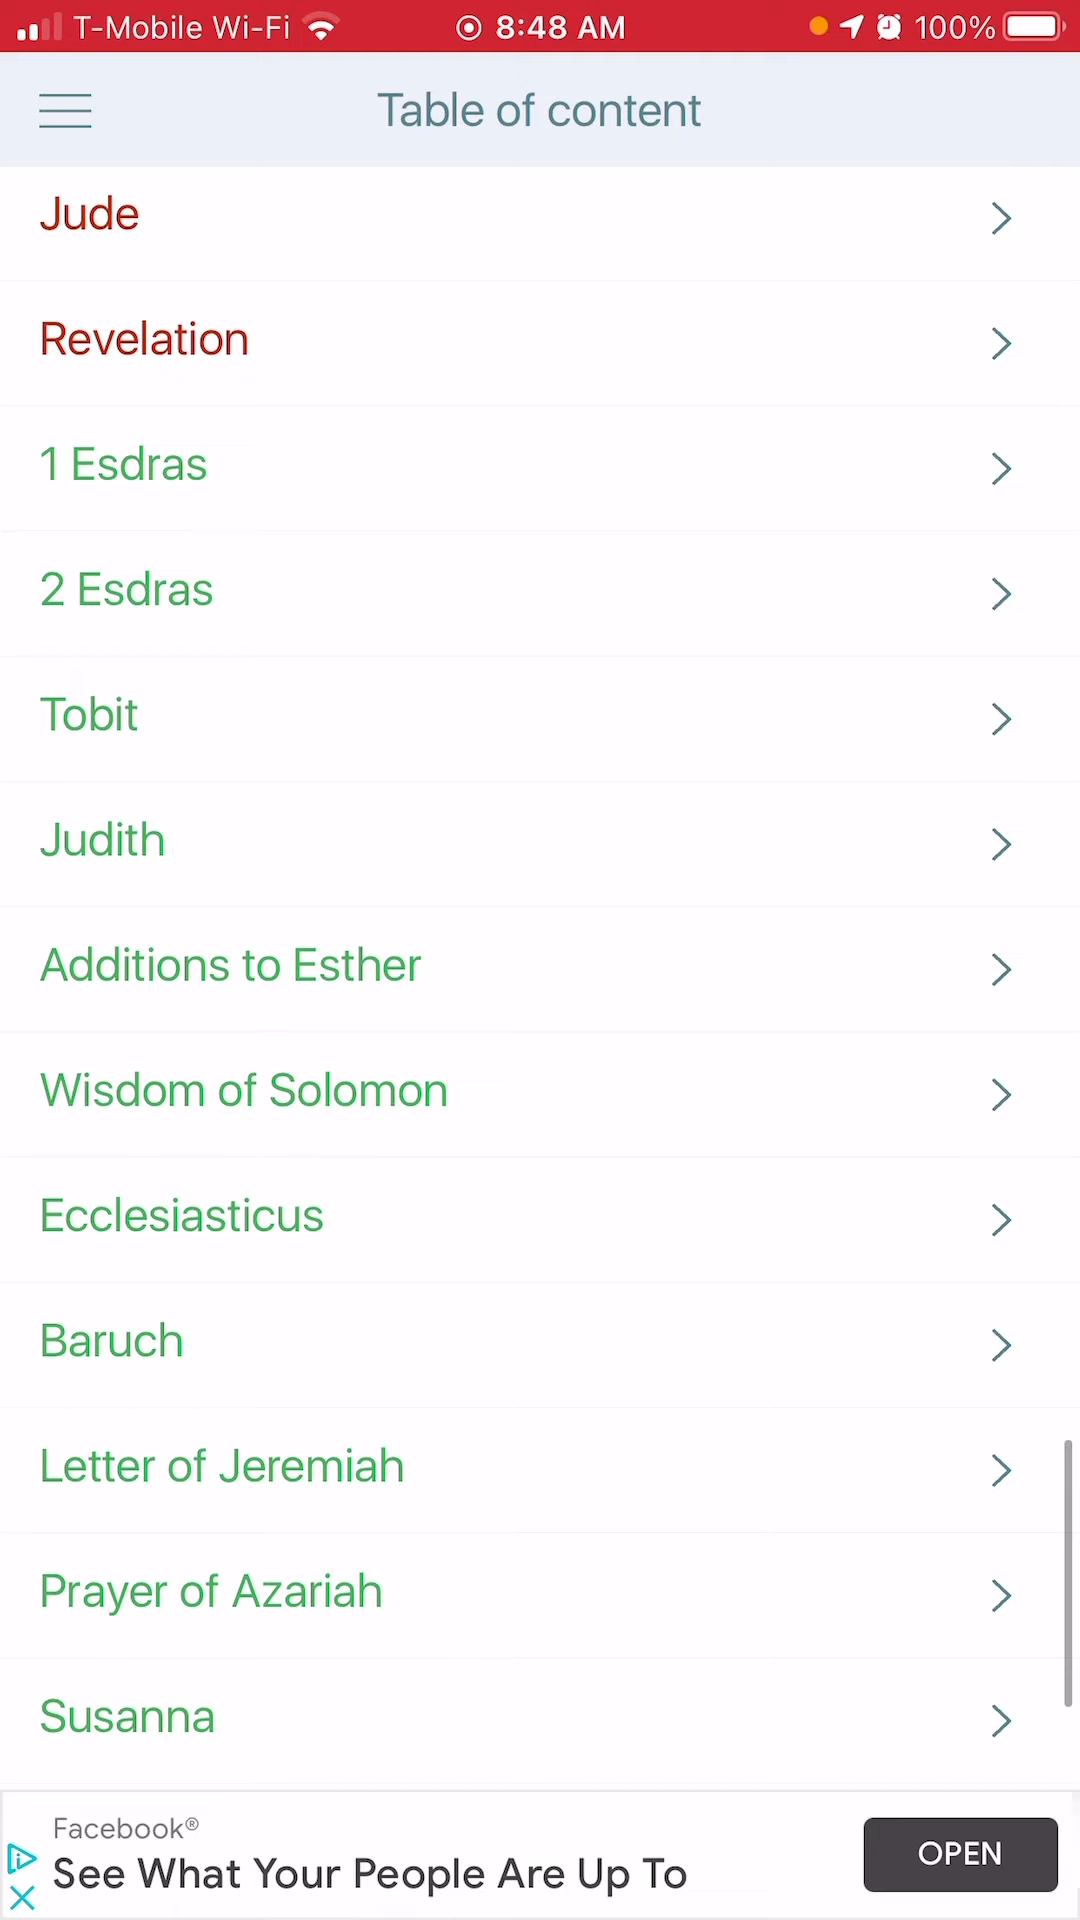 T-Mobile Wi-Fi 8:48 AM 100%
Table of content
Jude
Revelation
1 Esdras
2 Esdras
Tobit
Judith
Additions to Esther
Wisdom of Solomon
Ecclesiasticus
Baruch
Letter of Jeremiah
Prayer of Azariah
Susanna
Facebook®
See What Your People Are Up To
OPEN